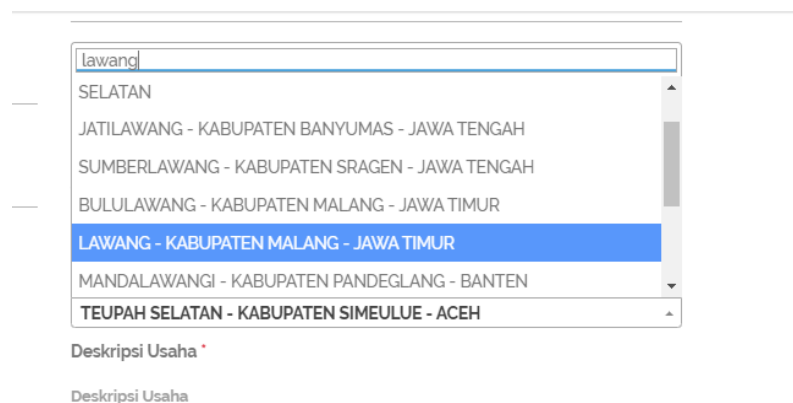 lawang
SELATAN
JATILAWANG - KABUPATEN BANYUMAS - JAWA TENGAH
SUMBERLAWANG - KABUPATEN SRAGEN - JAWA TENGAH
BULULAWANG - KABUPATEN MALANG - JAWA TIMUR
LAWANG - KABUPATEN MALANG - JAWA TIMUR
MANDALAWANGI - KABUPATEN PANDEGLANG - BANTEN
TEUPAH SELATAN - KABUPATEN SIMEULUE - ACEH
Deskripsi Usaha *
Deskripsi Usaha